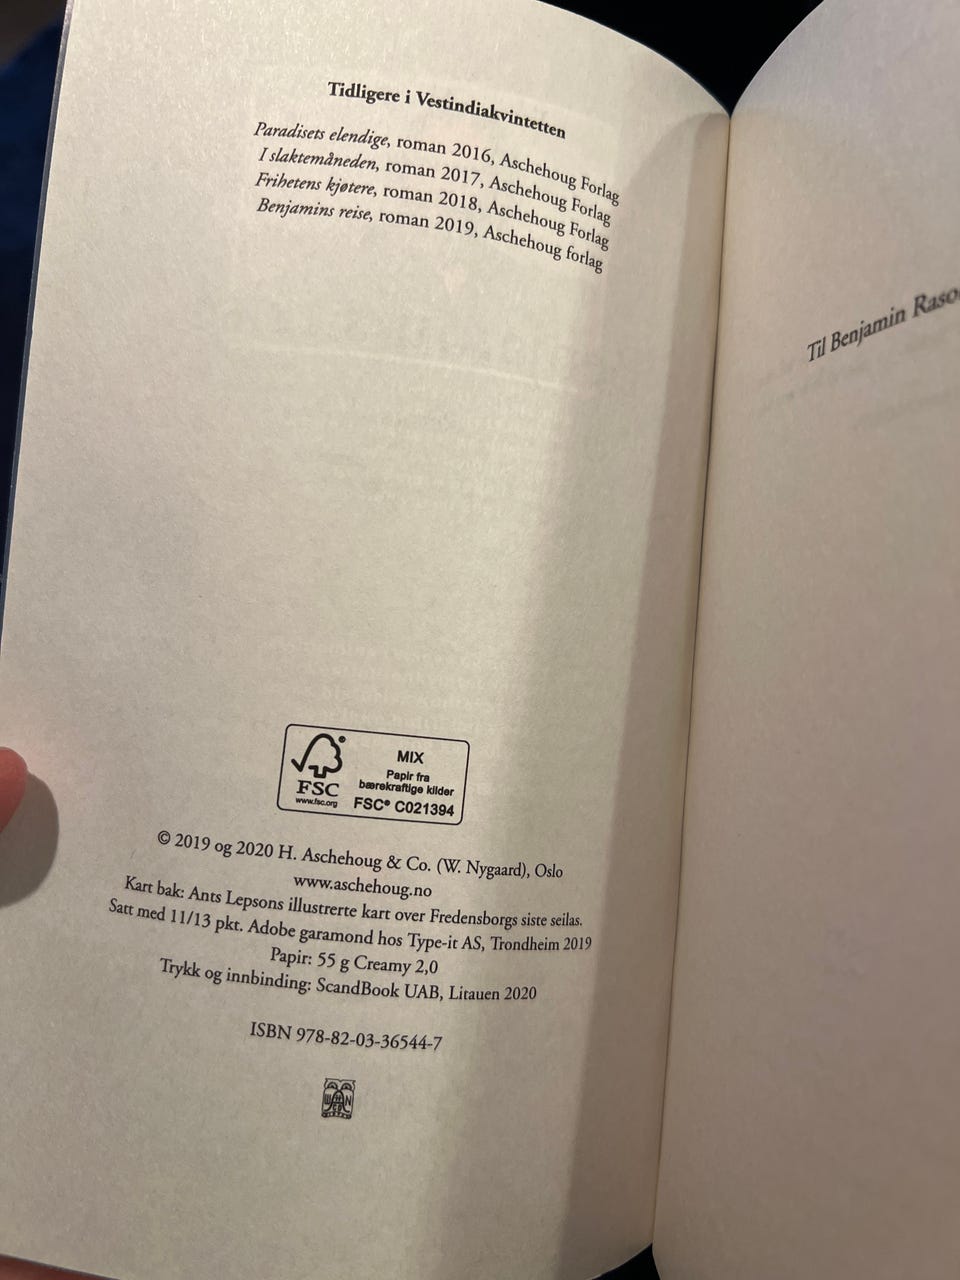 Tidligere i Vestindiakvintetten
Paradisets elendige, roman 2016, Aschehoug Forlag
I slaktemåneden, roman 2017, Aschehoug Forlag
Frihetens kjøtere, roman 2018, Aschehoug Forlag
Benjamins reise, roman 2019, Aschehoug forlag
FSC
www.fsc.org
MIX
Papir fra
bærekraftige kilder
FSC® C021394
© 2019 og 2020 H. Aschehoug & Co. (W. Nygaard), Oslo
www.aschehoug.no
Kart bak: Ants Lepsons illustrerte kart over Fredensborgs siste seilas.
Satt med 11/13 pkt. Adobe garamond hos Type-it AS, Trondheim 2019
Papir: 55 g Creamy 2,0
Trykk og innbinding: ScandBook UAB, Litauen 2020
ISBN 978-82-03-36544-7
Til Benjamin